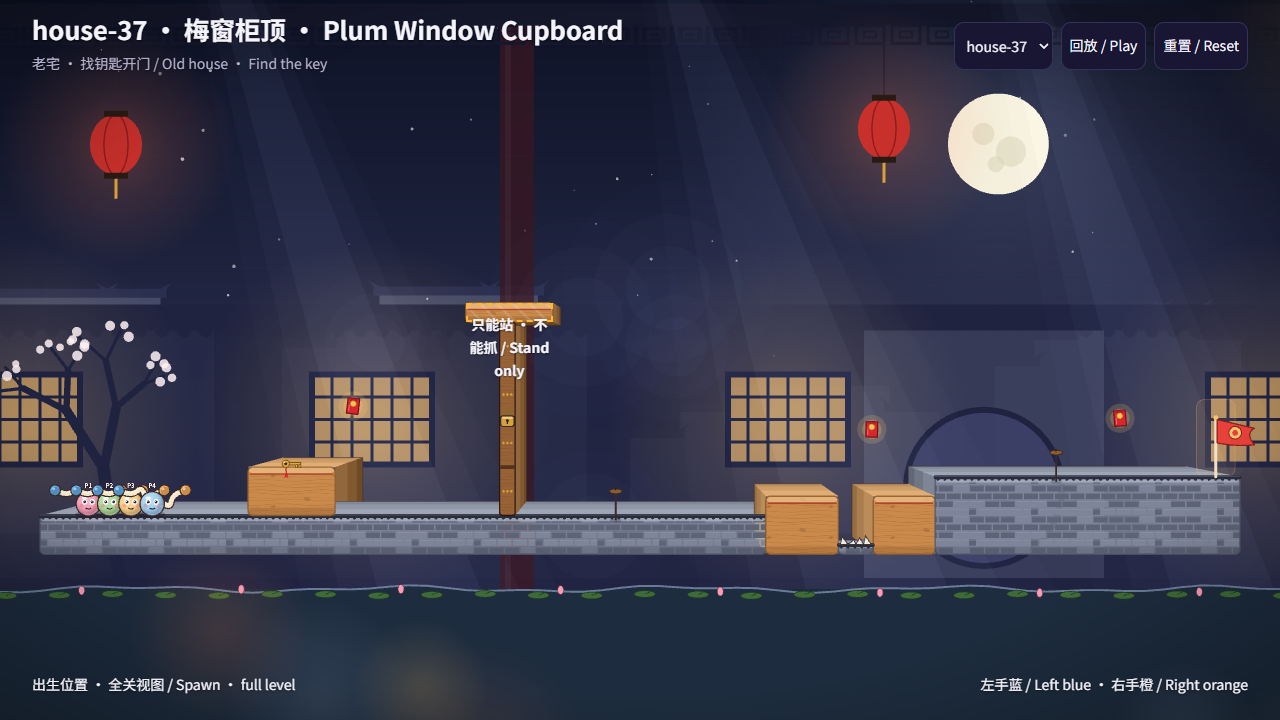 house-37 • 梅窗柜顶 • Plum Window Cupboard
老宅 • 找钥匙开门 / Old house • Find the key
house-37
回放 / Play
重置 / Reset
只能站 • 不
能抓 / Stand
only
P1 P2 P3 P4
出生位置 • 全关视图 / Spawn • full level
左手蓝 / Left blue • 右手橙 / Right orange